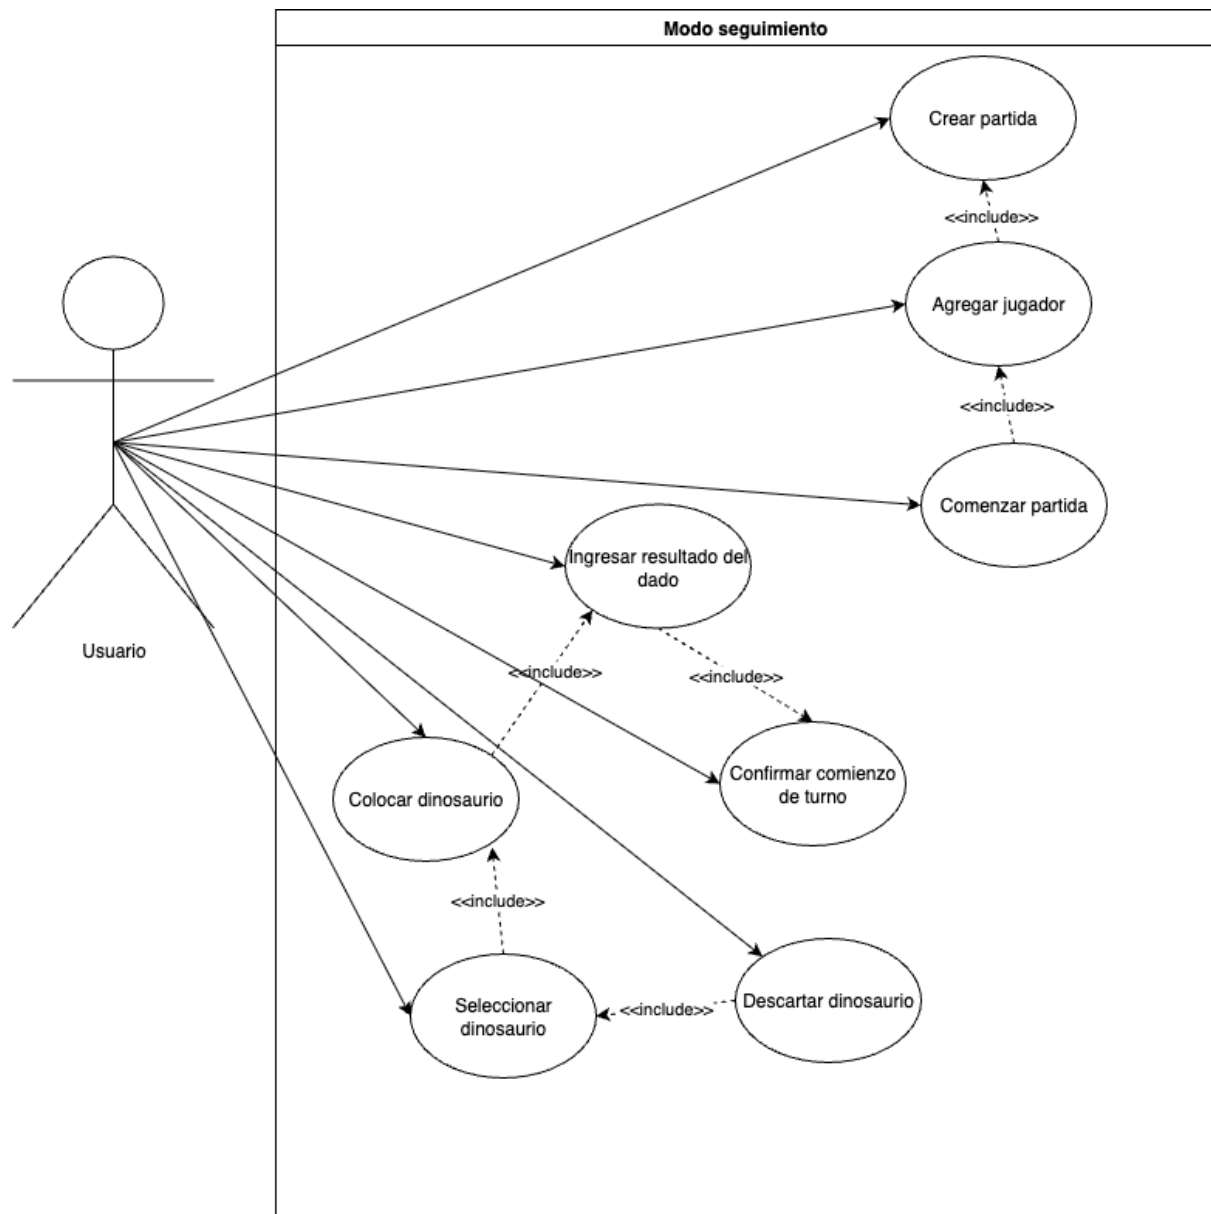 Modo seguimiento
Crear partida
<<include>>
Agregar jugador
<<include>>
Comenzar partida
Ingresar resultado del
dado
Usuario
<<include>>
<<include>>
Confirmar comienzo
de turno
Colocar dinosaurio
<<include>>
Seleccionar
dinosaurio
<<include>>
Descartar dinosaurio